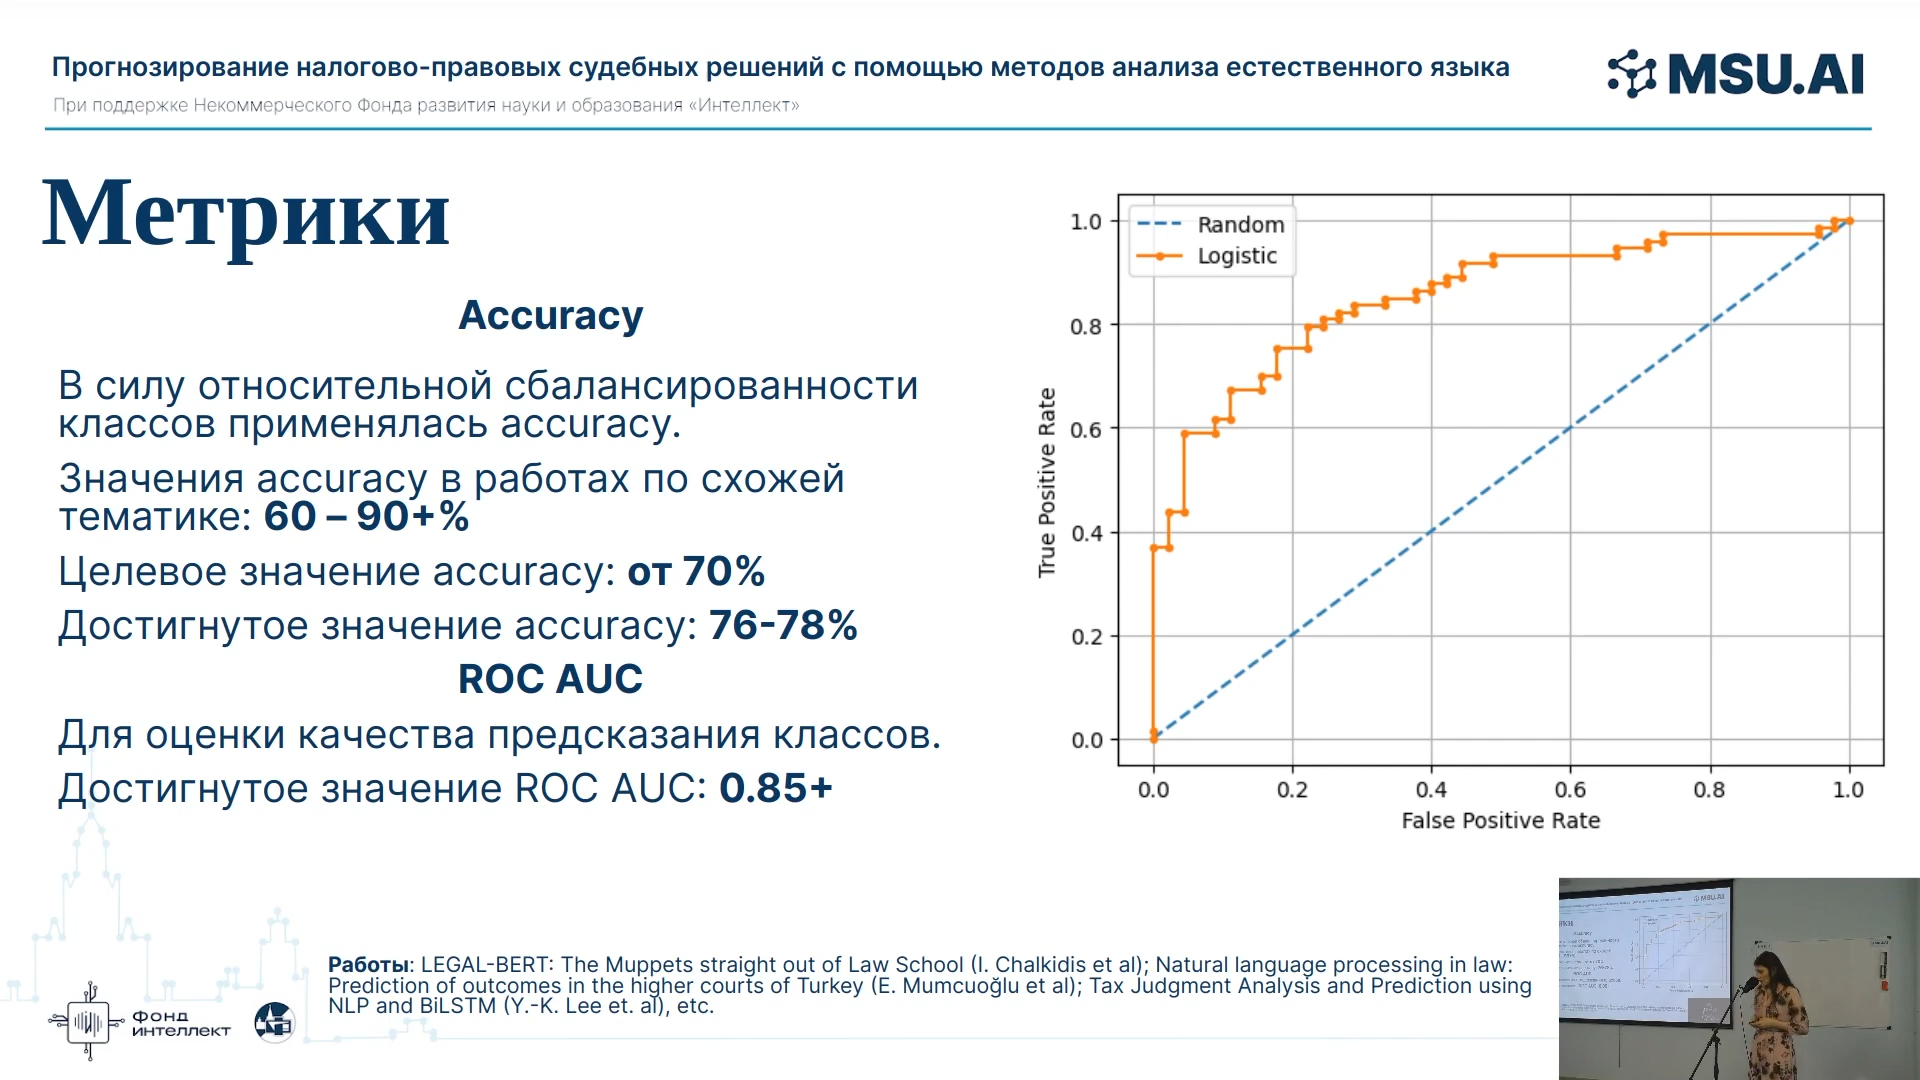 Прогнозирование налогово-правовых судебных решений с помощью методов анализа естественного языка
При поддержке Некоммерческого Фонда развития науки и образования «Интеллект»
MSU.AI
Метрики
Accuracy
В силу относительной сбалансированности
классов применялась accuracy.
Значения accuracy в работах по схожей
тематике: 60 – 90+%
Целевое значение accuracy: от 70%
Достигнутое значение accuracy: 76-78%
ROC AUC
Для оценки качества предсказания классов.
Достигнутое значение ROC AUC: 0.85+
Random
Logistic
True Positive Rate
1.0
0.8
0.6
0.4
0.2
0.0
0.0 0.2 0.4 0.6 0.8 1.0
False Positive Rate
Работы: LEGAL-BERT: The Muppets straight out of Law School (I. Chalkidis et al); Natural language processing in law:
Prediction of outcomes in the higher courts of Turkey (E. Mumcuoğlu et al); Tax Judgment Analysis and Prediction using
NLP and BiLSTM (Y.-K. Lee et. al), etc.
ФОНД
ИНТЕЛЛЕКТ
MSU.AI